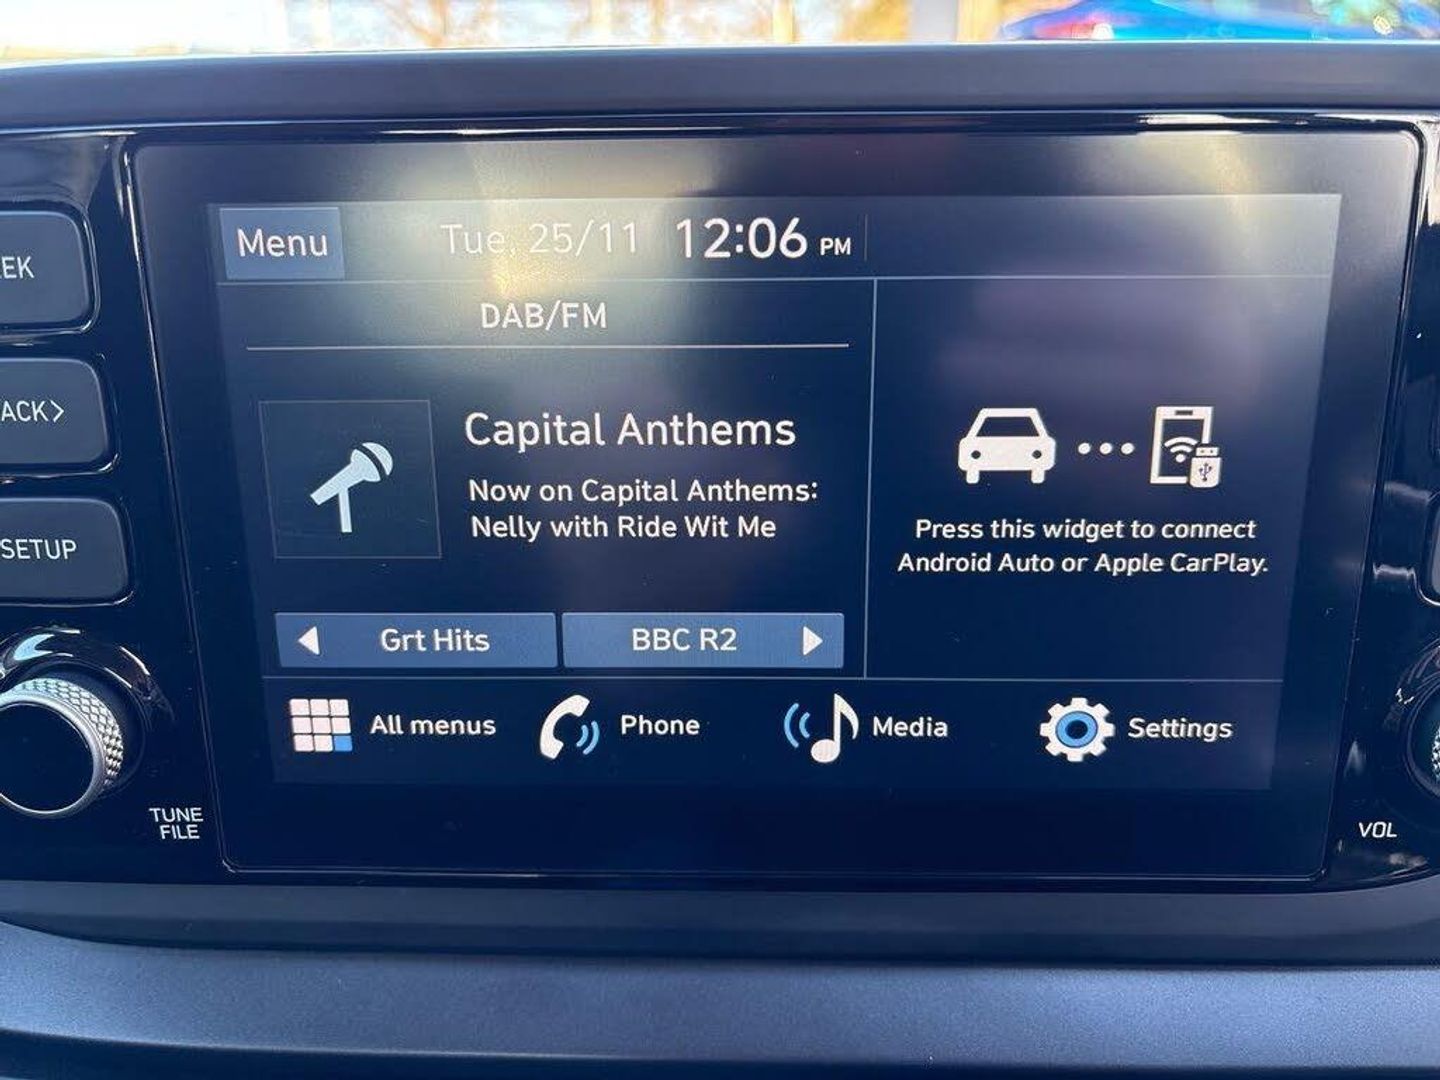 Menu
Tue, 25/11 12:06 PM
DAB/FM
Capital Anthems
Now on Capital Anthems:
Nelly with Ride Wit Me
Grt Hits
BBC R2
Press this widget to connect
Android Auto or Apple CarPlay.
All menus
Phone
Media
Settings
EEK
ACK>
SETUP
TUNE
FILE
VOL